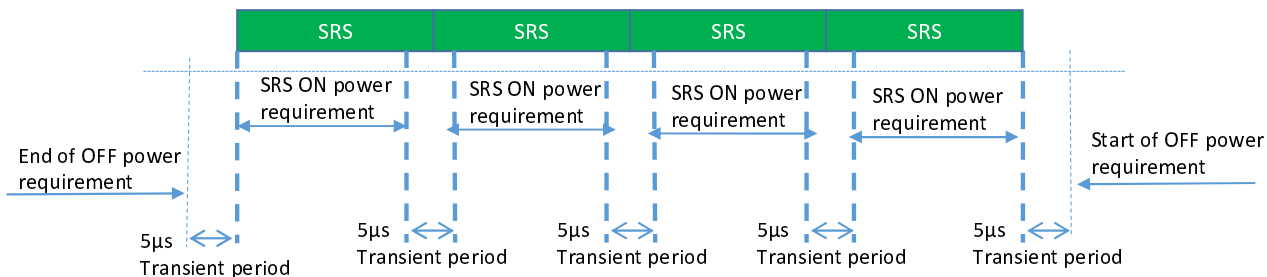 SRS
SRS
SRS
SRS
SRS ON power
requirement
SRS ON power
requirement
SRS ON power
requirement
SRS ON power
requirement
End of OFF power
requirement
Start of OFF power
requirement
5µs
Transient period
5µs
Transient period
5µs
Transient period
5µs
Transient period
5µs
Transient period